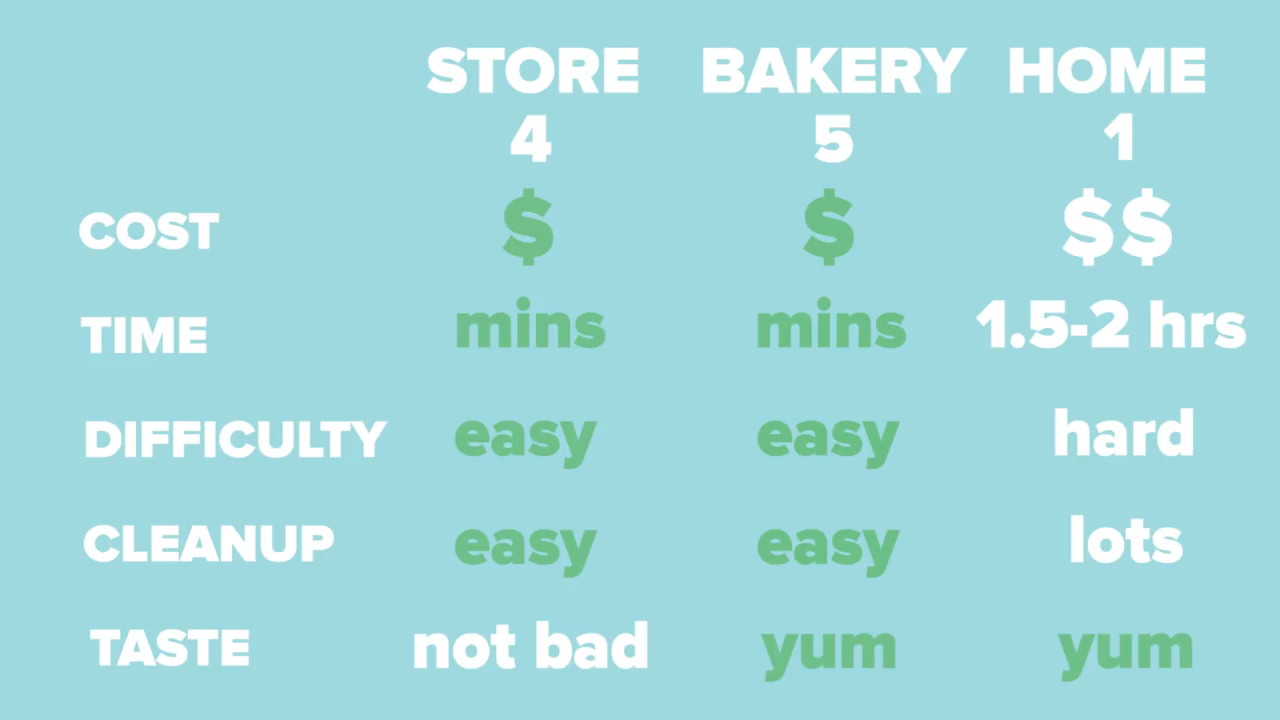 STORE BAKERY HOME
4 5 1
COST $ $ $$
TIME mins mins 1.5-2 hrs
DIFFICULTY easy easy hard
CLEANUP easy easy lots
TASTE not bad yum yum